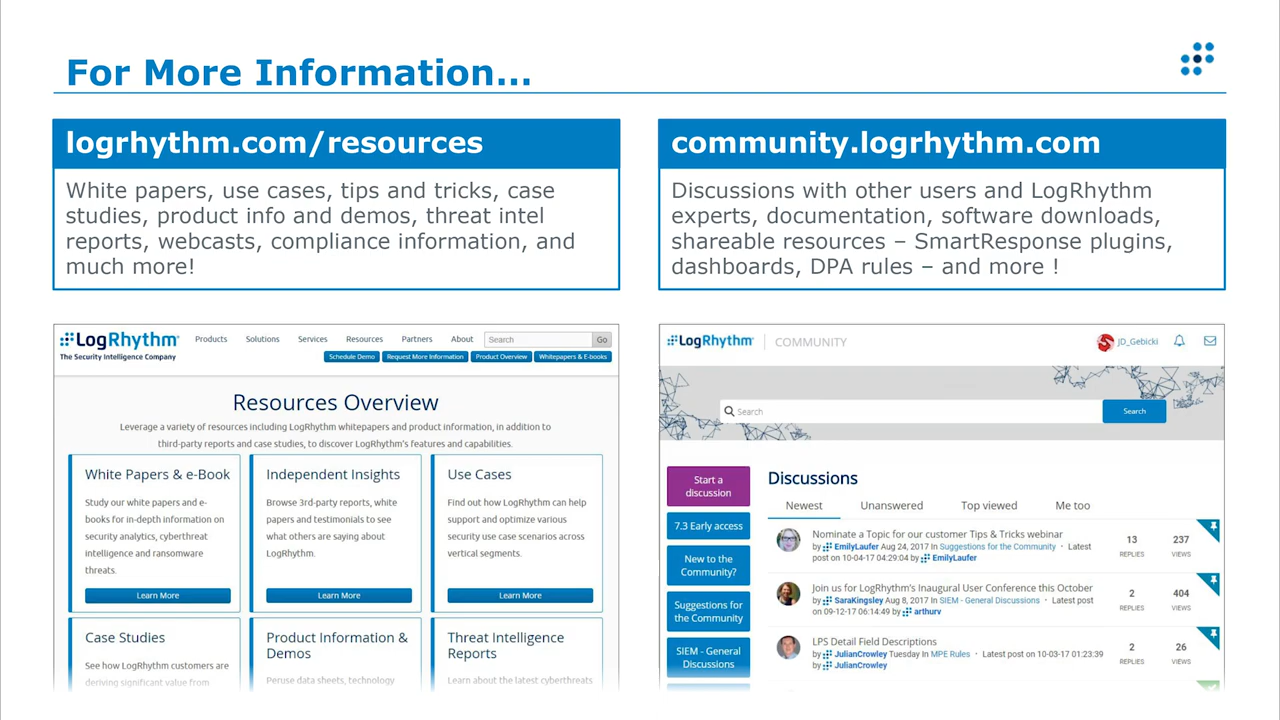 For More Information...
logrhythm.com/resources
White papers, use cases, tips and tricks, case
studies, product info and demos, threat intel
reports, webcasts, compliance information, and
much more!
community.logrhythm.com
Discussions with other users and LogRhythm
experts, documentation, software downloads,
shareable resources – SmartResponse plugins,
dashboards, DPA rules – and more !
LogRhythm
The Security Intelligence Company
Products Solutions Services Resources Partners About Search Go
Schedule Demo Request More Information Product Overview Whitepapers & E-books
Resources Overview
Leverage a variety of resources including LogRhythm whitepapers and product information, in addition to
third-party reports and case studies, to discover LogRhythm's features and capabilities.
White Papers & e-Book
Study our white papers and e-
books for in-depth information on
security analytics, cyberthreat
intelligence and ransomware
threats.
Learn More
Independent Insights
Browse 3rd-party reports, white
papers and testimonials to see
what others are saying about
LogRhythm.
Learn More
Use Cases
Find out how LogRhythm can help
support and optimize various
security use case scenarios across
vertical segments.
Learn More
Case Studies
See how LogRhythm customers are
deriving significant value from
Product Information &
Demos
Peruse data sheets, technology
Threat Intelligence
Reports
Learn about the latest cyberthreats
LogRhythm COMMUNITY
JD_Gebicki
Search
Search
Start a
discussion
7.3 Early access
New to the
Community?
Suggestions for
the Community
SIEM - General
Discussions
Discussions
Newest Unanswered Top viewed Me too
Nominate a Topic for our customer Tips & Tricks webinar
by EmilyLaufer Aug 24, 2017 In Suggestions for the Community · Latest
post on 10-04-17 04:29:04 by EmilyLaufer
13 237
REPLIES VIEWS
Join us for LogRhythm's Inaugural User Conference this October
by SaraKingsley Aug 8, 2017 In SIEM - General Discussions · Latest post
on 09-12-17 06:14:49 by arthurv
2 404
REPLIES VIEWS
LPS Detail Field Descriptions
by JulianCrowley Tuesday In MPE Rules · Latest post on 10-03-17 01:23:39
by JulianCrowley
2 26
REPLIES VIEWS